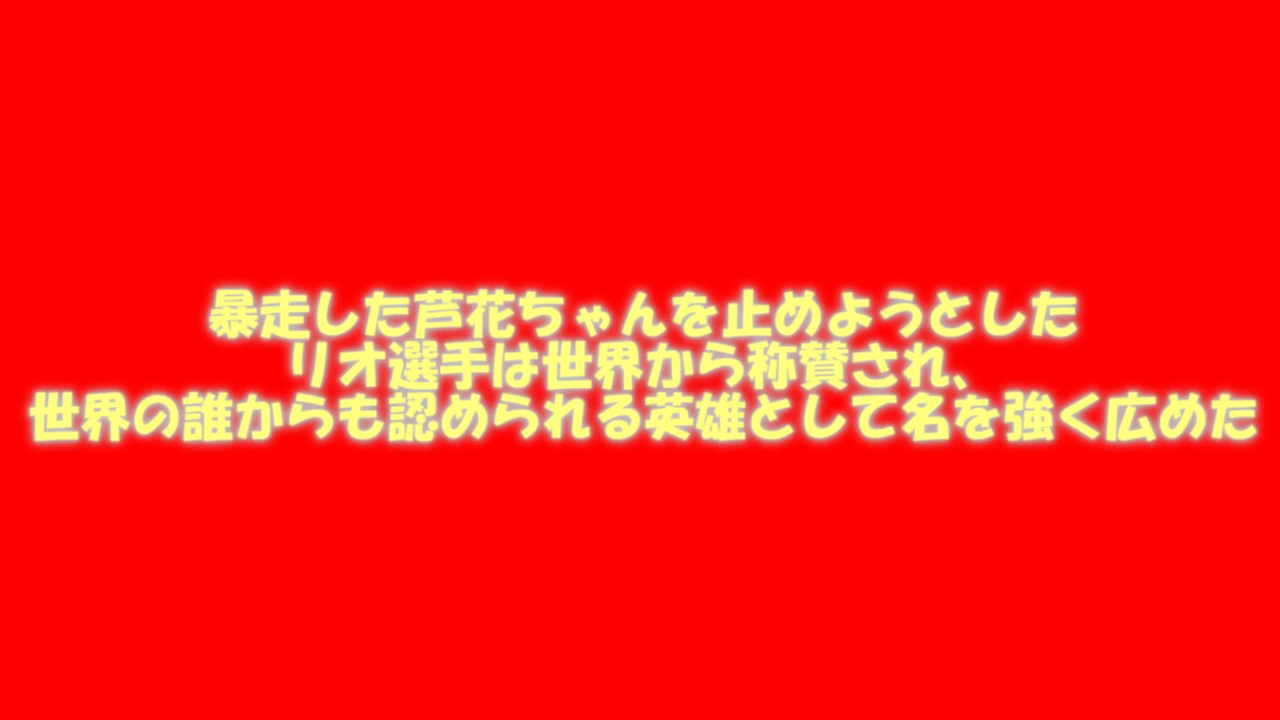 暴走した芦花ちゃんを止めようとした
リオ選手は世界から称賛され、
世界の誰からも認められる英雄として名を強く広めた